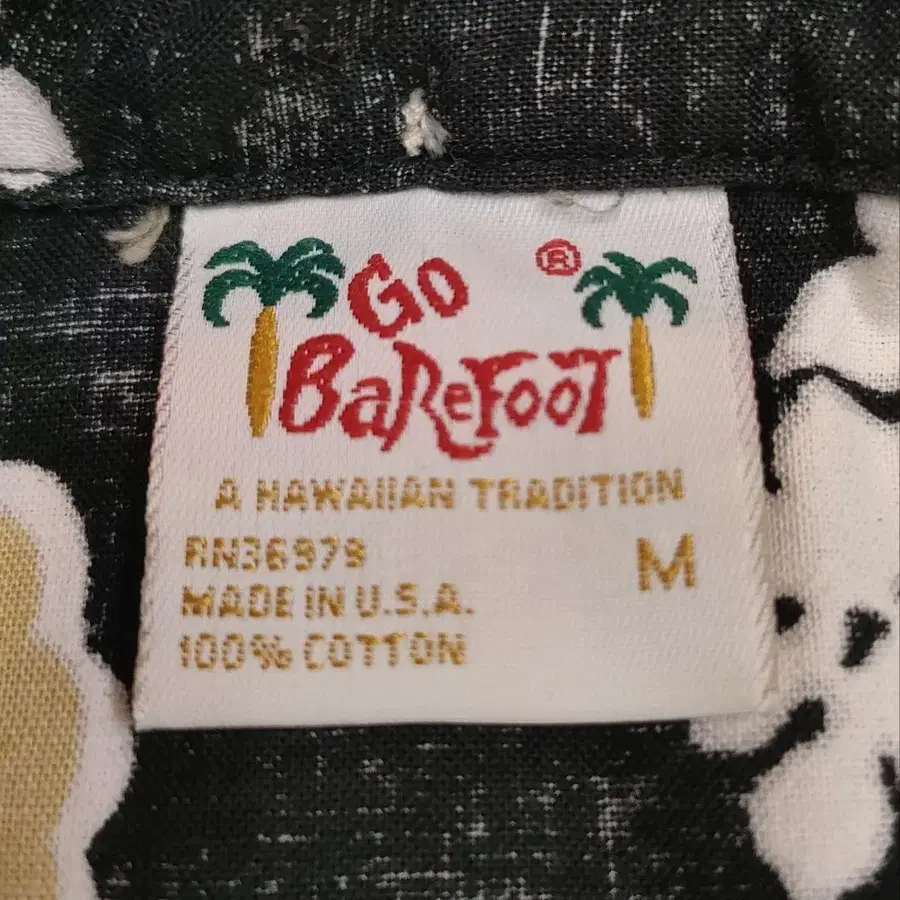 Go ®
BaRefooT
A HAWAIIAN TRADITION
RN36979
M
MADE IN U.S.A.
100% COTTON